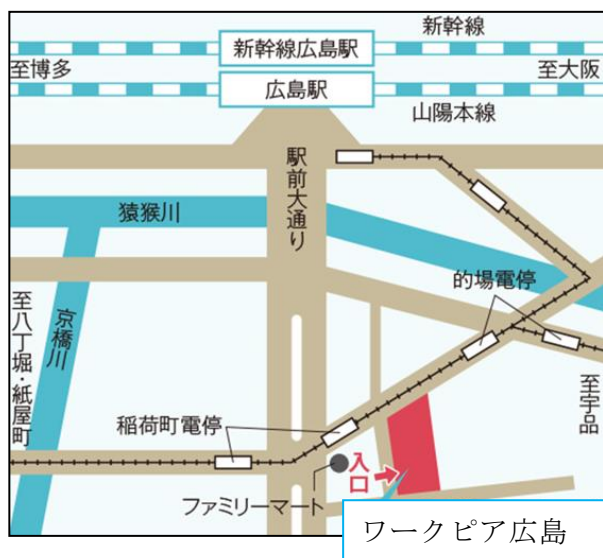 新幹線
新幹線広島駅
至博多
至大阪
広島駅
山陽本線
駅前大通り
猿猴川
的場電停
京橋川
至八丁堀・紙屋町
至宇品
稲荷町電停
入口
ファミリーマート
ワークピア広島